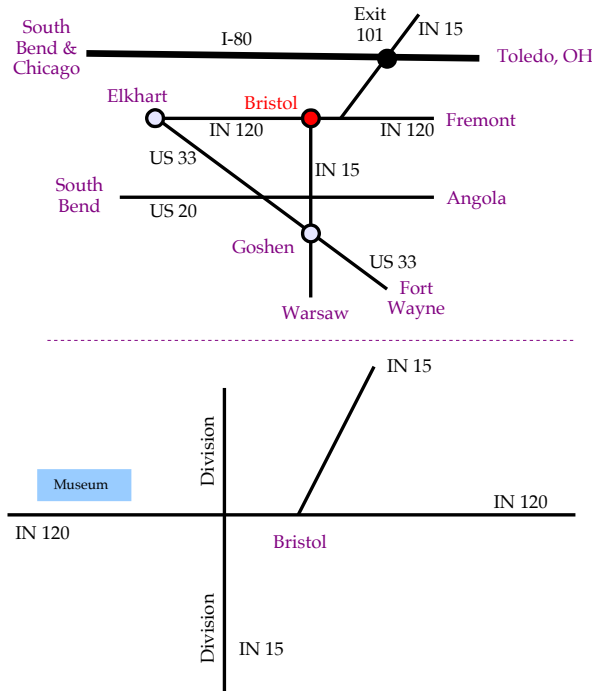 South
Bend &
Chicago
I-80
Exit
101
IN 15
Toledo, OH
Elkhart
Bristol
IN 120
IN 120
Fremont
US 33
IN 15
South
Bend
US 20
Angola
Goshen
US 33
Fort
Wayne
Warsaw
IN 15
Division
Museum
IN 120
IN 120
Bristol
Division
IN 15